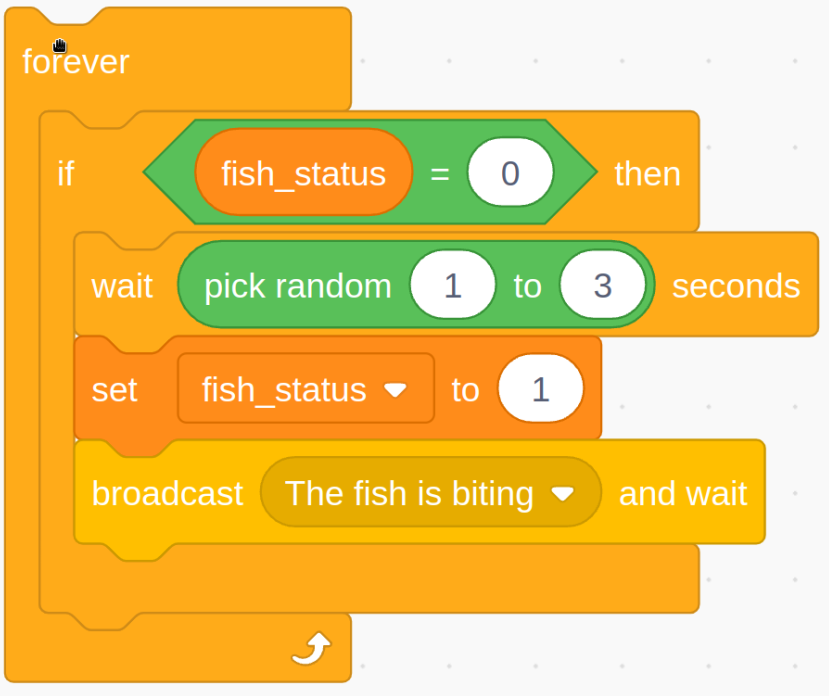 forever
if fish_status = 0 then
wait pick random 1 to 3 seconds
set fish_status to 1
broadcast The fish is biting and wait